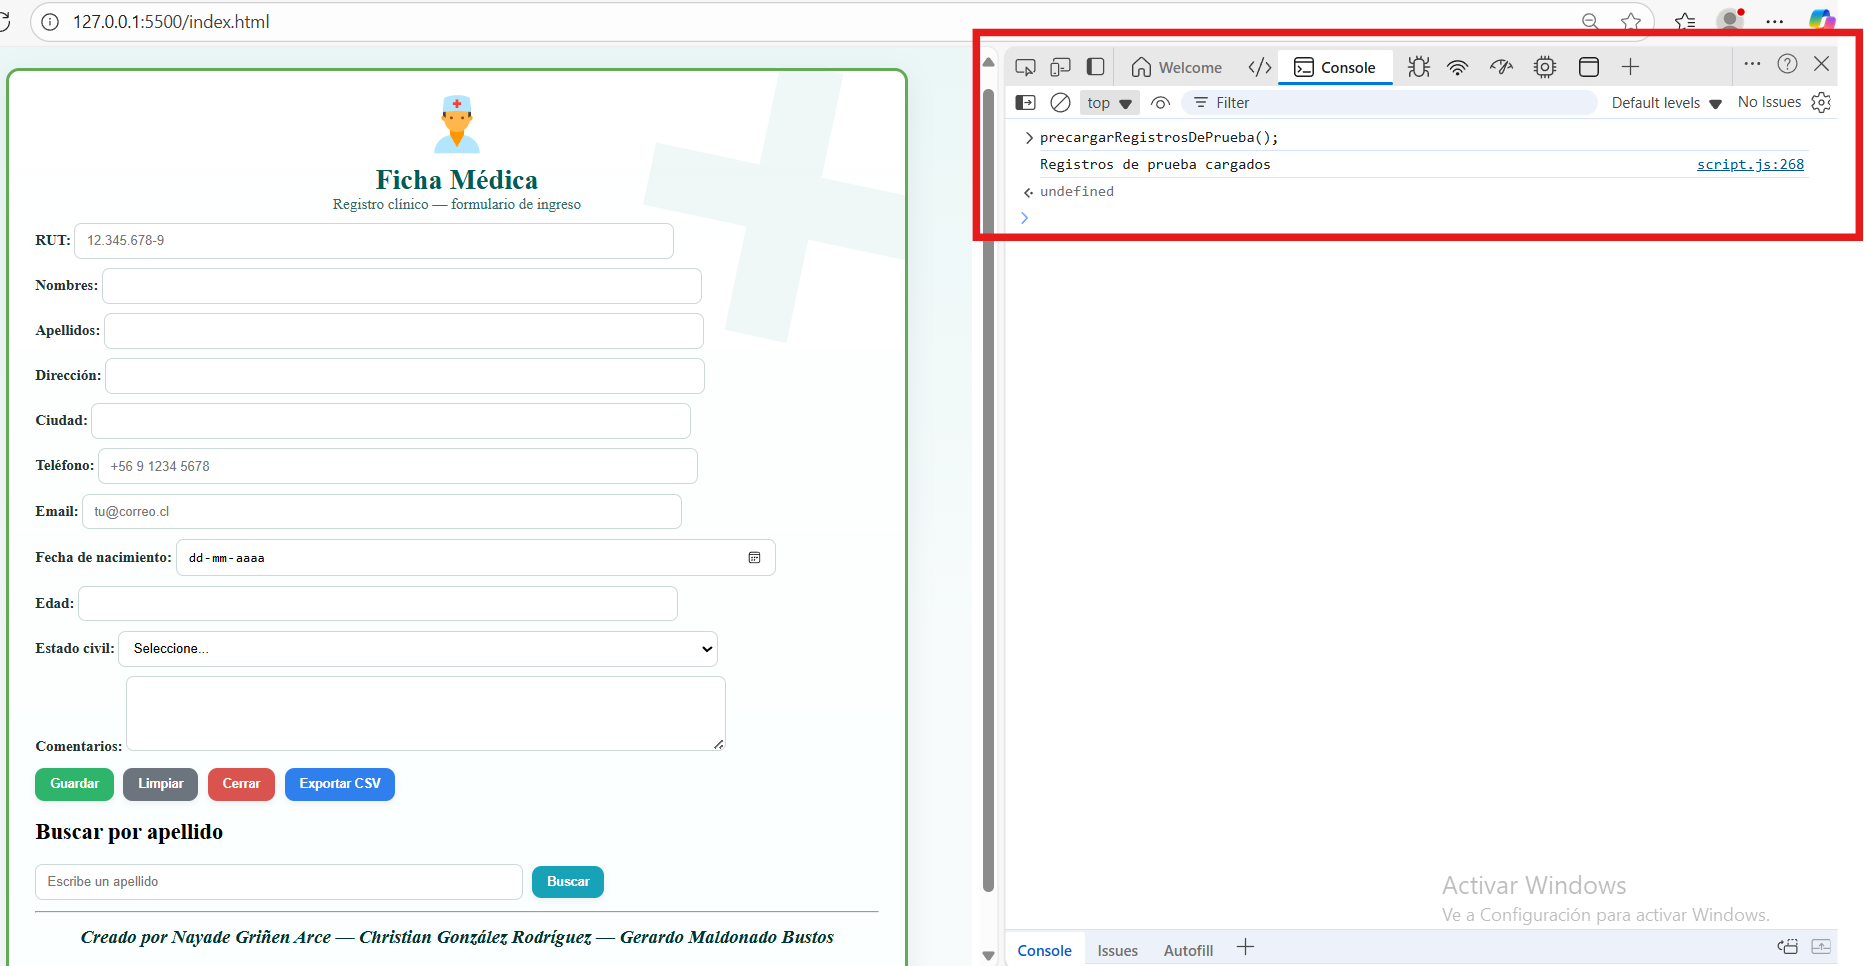 127.0.0.1:5500/index.html
Welcome
Console
top
Filter
Default levels
No Issues
precargarRegistrosDePrueba();
Registros de prueba cargados
script.js:268
undefined
Ficha Médica
Registro clínico — formulario de ingreso
RUT: 12.345.678-9
Nombres:
Apellidos:
Dirección:
Ciudad:
Teléfono: +56 9 1234 5678
Email: tu@correo.cl
Fecha de nacimiento: dd-mm-aaaa
Edad:
Estado civil: Seleccione...
Comentarios:
Guardar Limpiar Cerrar Exportar CSV
Buscar por apellido
Escribe un apellido Buscar
Creado por Nayade Griñen Arce — Christian González Rodríguez — Gerardo Maldonado Bustos
Activar Windows
Ve a Configuración para activar Windows.
Console Issues Autofill